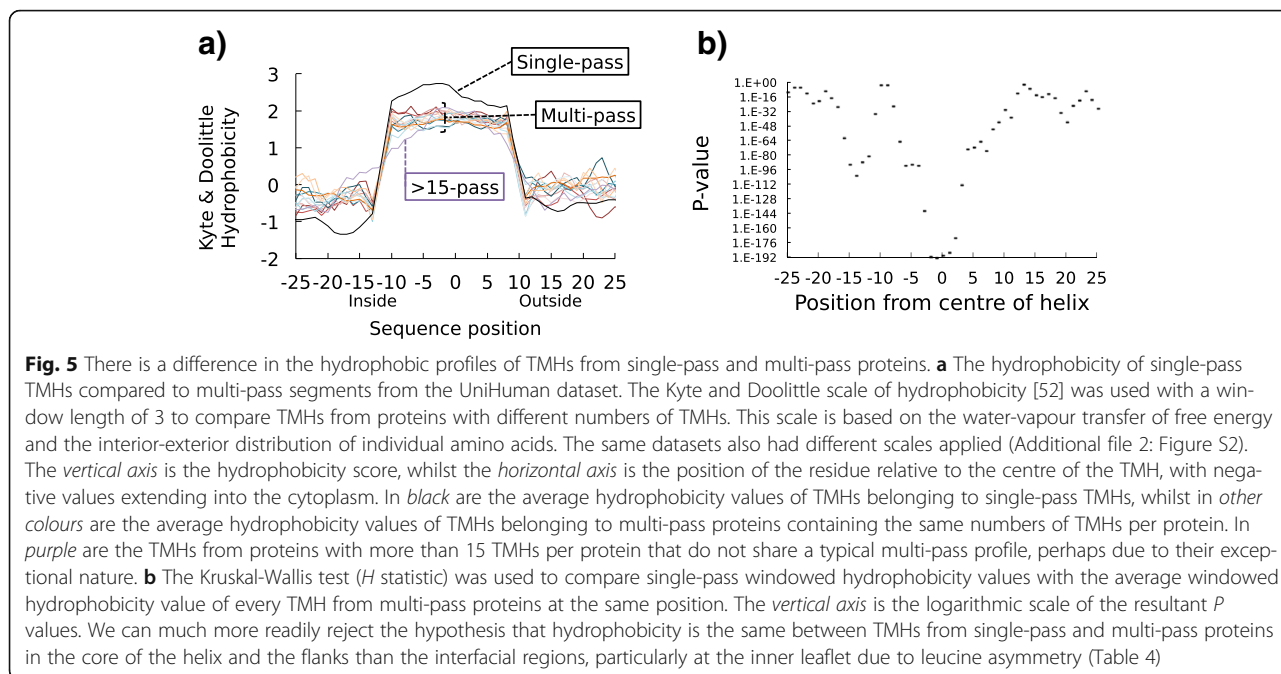 a)
Single-pass
Multi-pass
>15-pass
Kyte & Doolittle
Hydrophobicity
3
2
1
0
-1
-2
-25 -20 -15 -10 -5 0 5 10 15 20 25
Inside Outside
Sequence position
b)
P-value
1.E+00
1.E-16
1.E-32
1.E-48
1.E-64
1.E-80
1.E-96
1.E-112
1.E-128
1.E-144
1.E-160
1.E-176
1.E-192
-25 -20 -15 -10 -5 0 5 10 15 20 25
Position from centre of helix
Fig. 5 There is a difference in the hydrophobic profiles of TMHs from single-pass and multi-pass proteins. a The hydrophobicity of single-pass
TMHs compared to multi-pass segments from the UniHuman dataset. The Kyte and Doolittle scale of hydrophobicity [52] was used with a win-
dow length of 3 to compare TMHs from proteins with different numbers of TMHs. This scale is based on the water-vapour transfer of free energy
and the interior-exterior distribution of individual amino acids. The same datasets also had different scales applied (Additional file 2: Figure S2).
The vertical axis is the hydrophobicity score, whilst the horizontal axis is the position of the residue relative to the centre of the TMH, with nega-
tive values extending into the cytoplasm. In black are the average hydrophobicity values of TMHs belonging to single-pass TMHs, whilst in other
colours are the average hydrophobicity values of TMHs belonging to multi-pass proteins containing the same numbers of TMHs per protein. In
purple are the TMHs from proteins with more than 15 TMHs per protein that do not share a typical multi-pass profile, perhaps due to their excep-
tional nature. b The Kruskal-Wallis test (H statistic) was used to compare single-pass windowed hydrophobicity values with the average windowed
hydrophobicity value of every TMH from multi-pass proteins at the same position. The vertical axis is the logarithmic scale of the resultant P
values. We can much more readily reject the hypothesis that hydrophobicity is the same between TMHs from single-pass and multi-pass proteins
in the core of the helix and the flanks than the interfacial regions, particularly at the inner leaflet due to leucine asymmetry (Table 4)